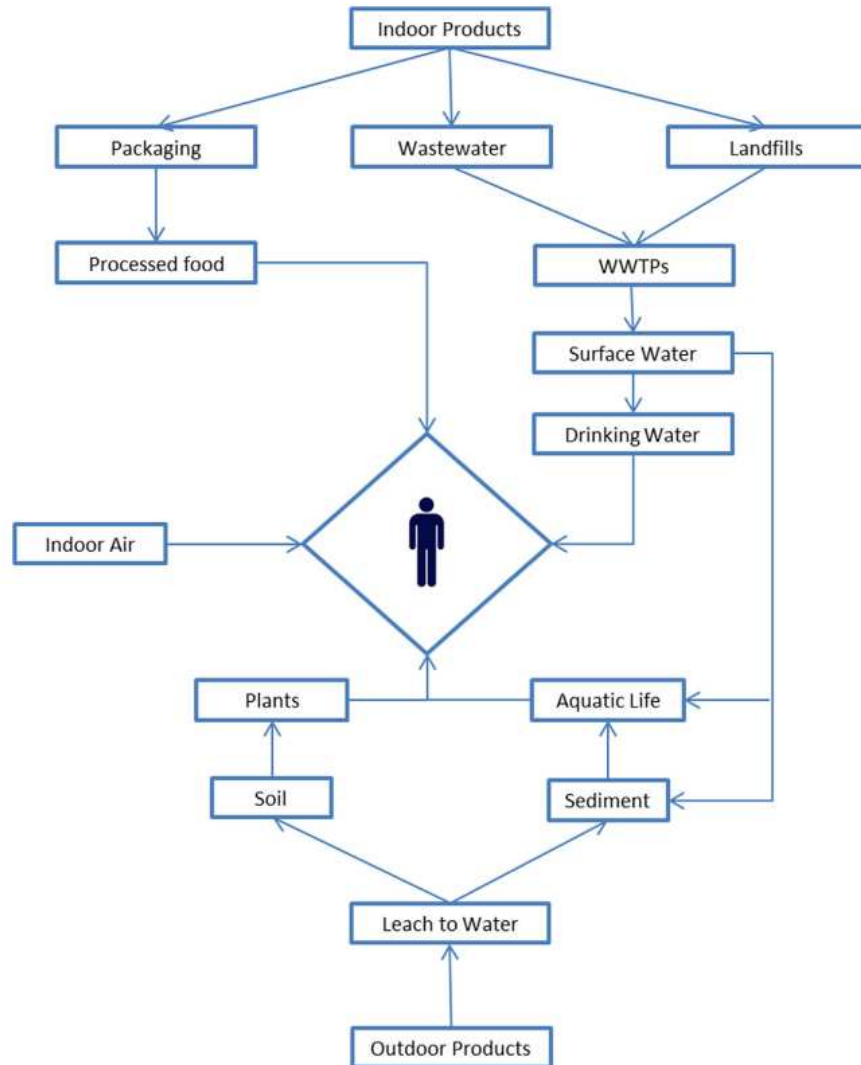 Indoor Products
Packaging
Wastewater
Landfills
Processed food
WWTPs
Surface Water
Drinking Water
Indoor Air
Plants
Aquatic Life
Soil
Sediment
Leach to Water
Outdoor Products